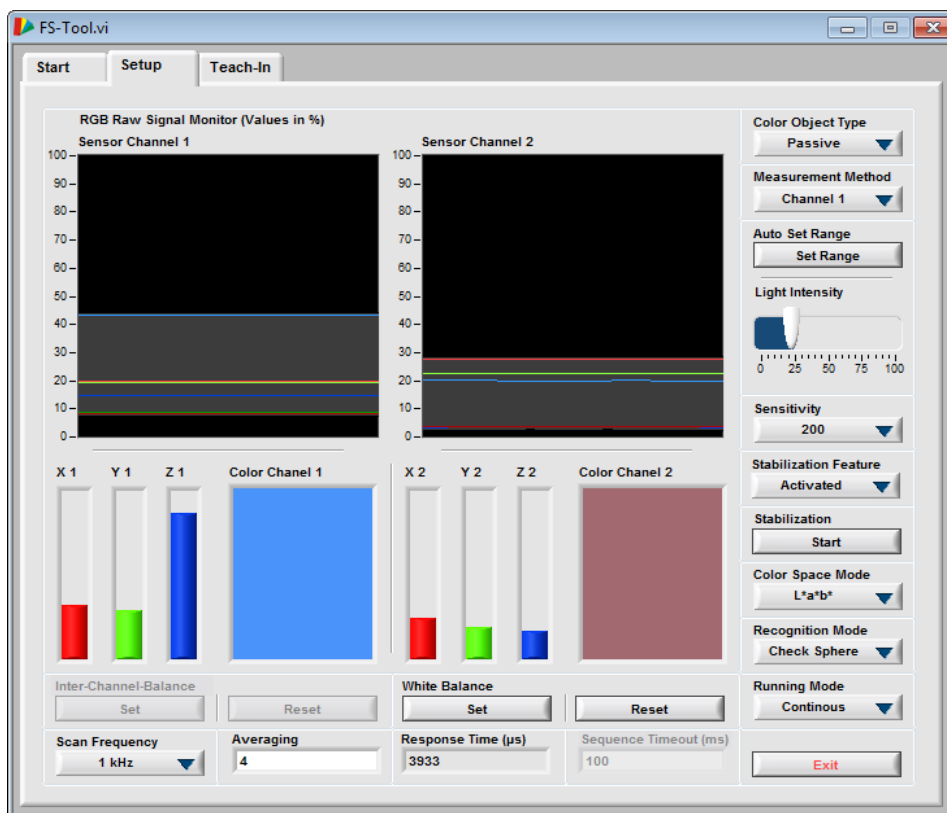 FS-Tool.vi
Start
Setup
Teach-In
RGB Raw Signal Monitor (Values in %)
Sensor Channel 1
Sensor Channel 2
100
90
80
70
60
50
40
30
20
10
0
100
90
80
70
60
50
40
30
20
10
0
X 1
Y 1
Z 1
Color Chanel 1
X 2
Y 2
Z 2
Color Chanel 2
Inter-Channel-Balance
Set
Reset
White Balance
Set
Reset
Scan Frequency
1 kHz
Averaging
4
Response Time (µs)
3933
Sequence Timeout (ms)
100
Color Object Type
Passive
Measurement Method
Channel 1
Auto Set Range
Set Range
Light Intensity
0 25 50 75 100
Sensitivity
200
Stabilization Feature
Activated
Stabilization
Start
Color Space Mode
L*a*b*
Recognition Mode
Check Sphere
Running Mode
Continous
Exit